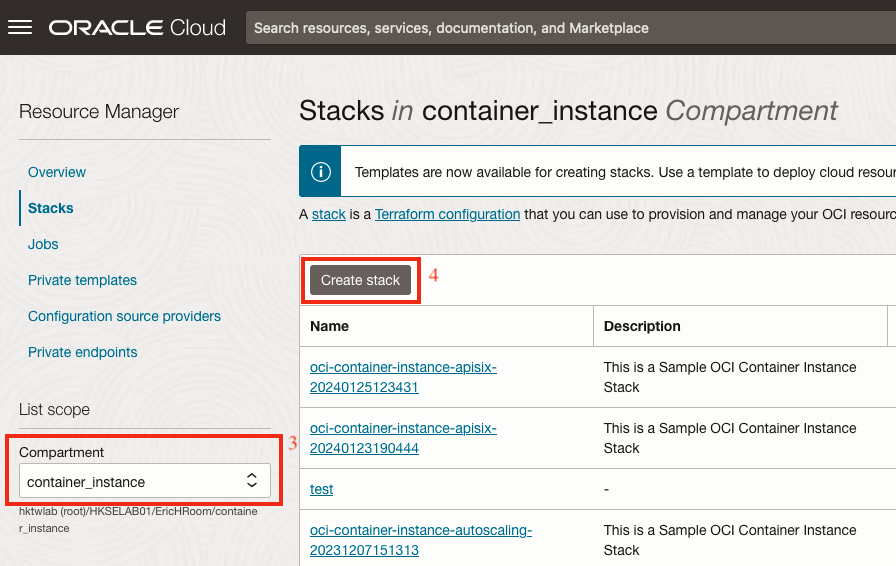 ORACLE Cloud
Search resources, services, documentation, and Marketplace
Resource Manager
Overview
Stacks
Jobs
Private templates
Configuration source providers
Private endpoints
List scope
Compartment
container_instance
3
hktwlab (root)/HKSELAB01/EricHRoom/containe
r_instance
Stacks in container_instance Compartment
Templates are now available for creating stacks. Use a template to deploy cloud
A stack is a Terraform configuration that you can use to provision and manage your OCI
Create stack
4
Name
Description
oci-container-instance-apisix-
20240125123431
This is a Sample OCI Container Instance
Stack
oci-container-instance-apisix-
20240123190444
This is a Sample OCI Container Instance
Stack
test
-
oci-container-instance-autoscaling-
20231207151313
This is a Sample OCI Container Instance
Stack